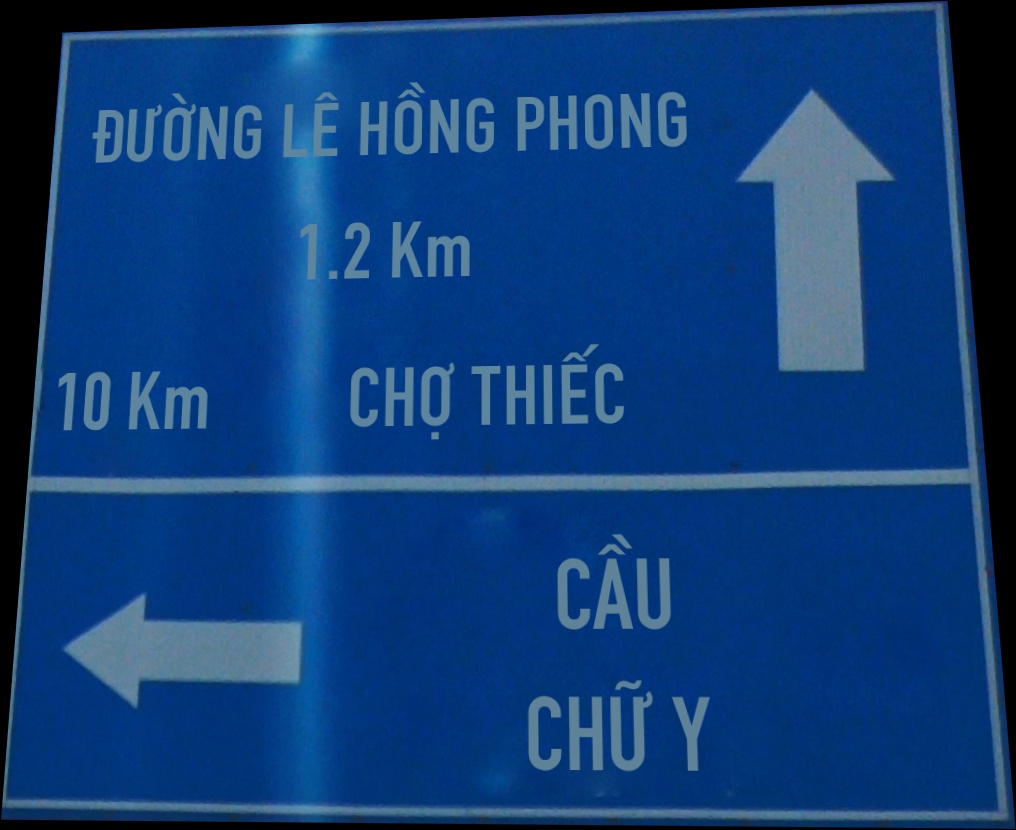 ĐƯỜNG LÊ HỒNG PHONG
1.2 Km
10 Km CHỢ THIẾC
CẦU
CHỮ Y